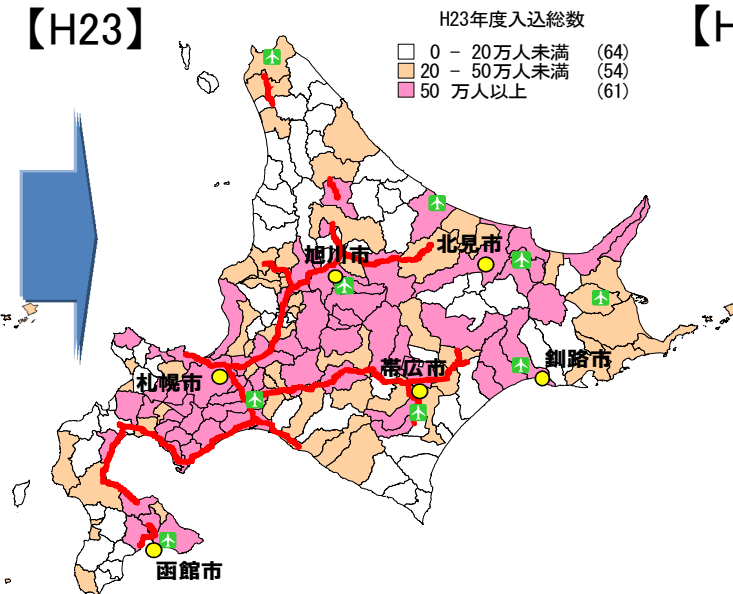 【H23】
【H
H23年度入込総数
0 - 20万人未満 (64)
20 - 50万人未満 (54)
50 万人以上 (61)
旭川市
北見市
帯広市
釧路市
札幌市
函館市